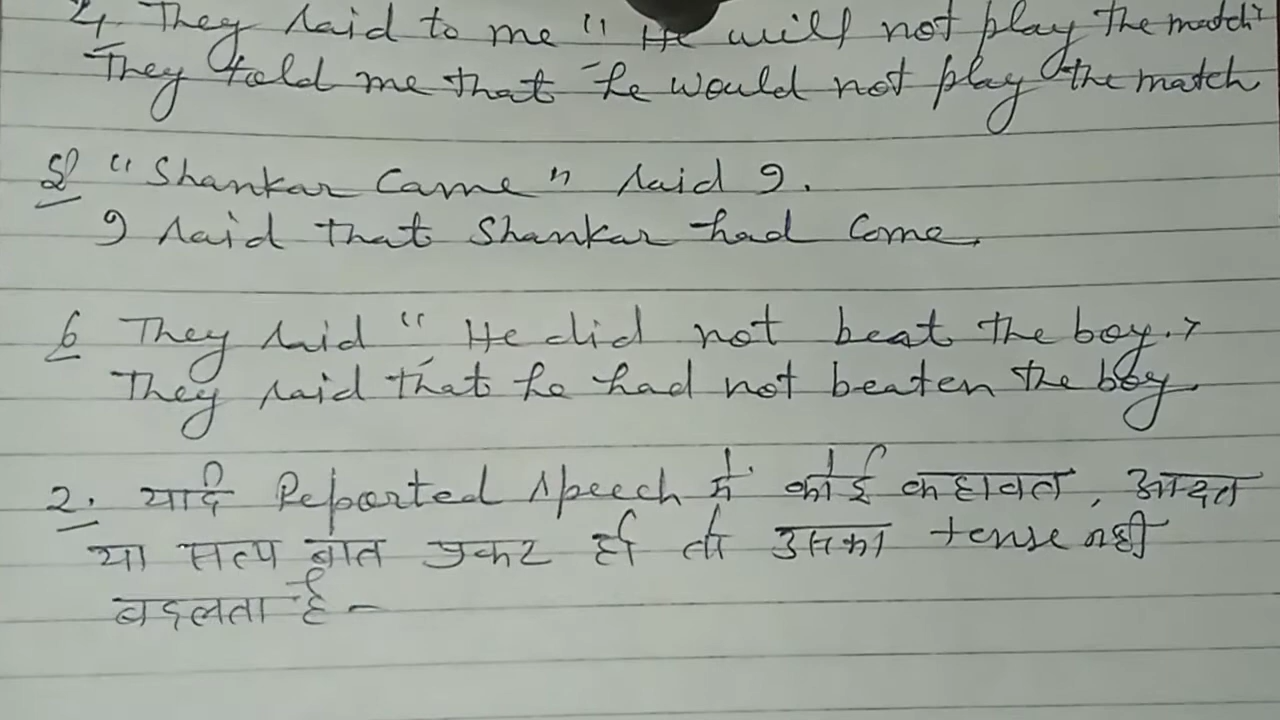 4 They said to me " He will not play the match"
They told me that he would not play the match
5 "Shankar Came" said I.
I said that Shankar had Come.
6 They said " He did not beat the boy."
They said that he had not beaten the boy.
2. यदि Reported speech में कोई कहावत, आदत
या सत्य बात प्रकट हो तो उसका tense नहीं
बदलता है -